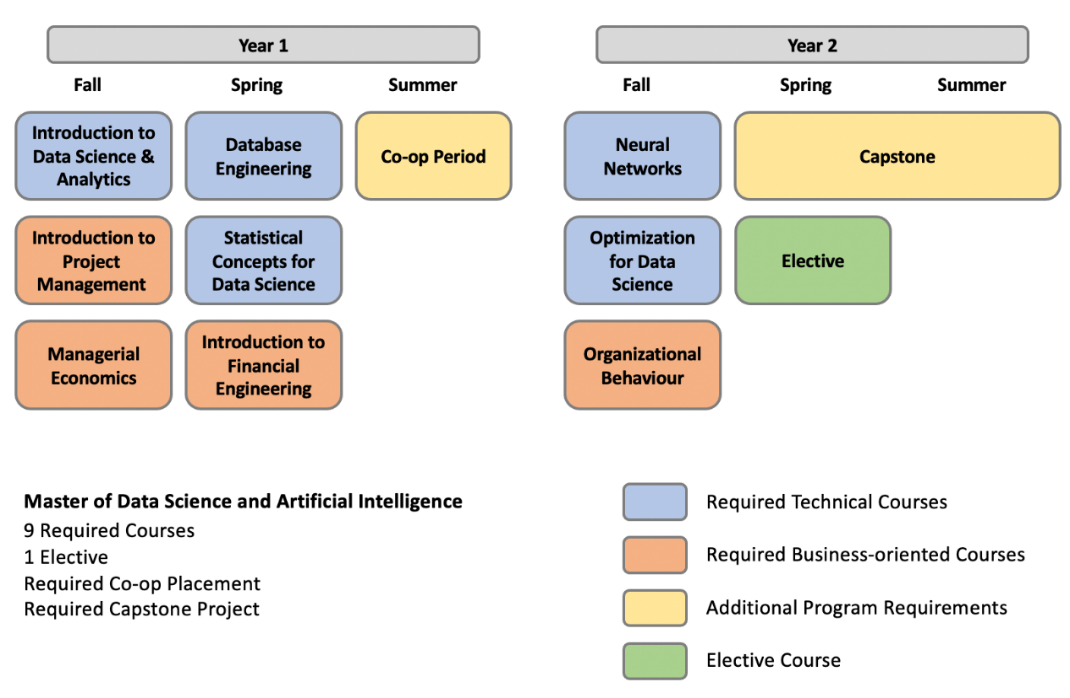 Year 1
Year 2
Fall
Spring
Summer
Fall
Spring
Summer
Introduction to
Data Science &
Analytics
Database
Engineering
Co-op Period
Neural
Networks
Capstone
Introduction to
Project
Management
Statistical
Concepts for
Data Science
Optimization
for Data
Science
Elective
Managerial
Economics
Introduction to
Financial
Engineering
Organizational
Behaviour
Master of Data Science and Artificial Intelligence
9 Required Courses
1 Elective
Required Co-op Placement
Required Capstone Project
Required Technical Courses
Required Business-oriented Courses
Additional Program Requirements
Elective Course